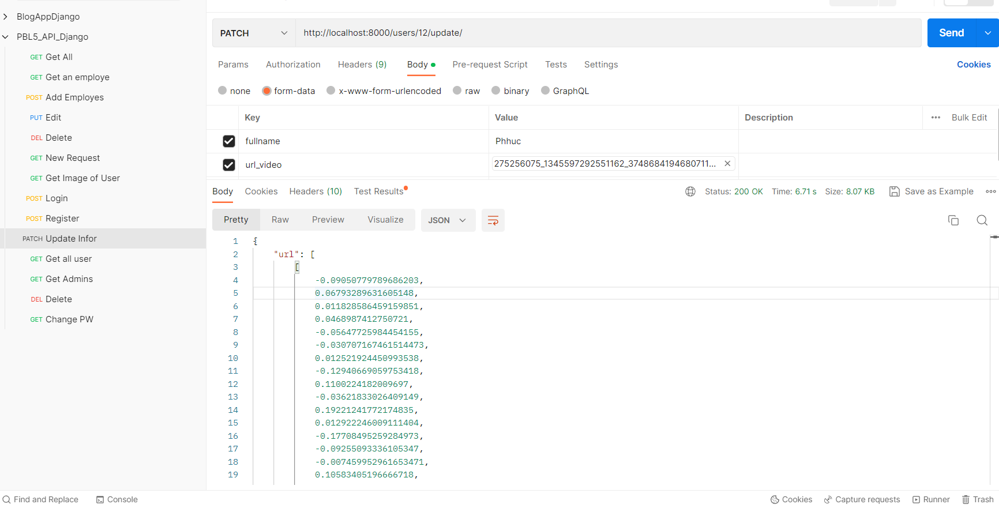 BlogAppDjango
PBL5_API_Django
GET Get All
GET Get an employe
POST Add Employes
PUT Edit
DEL Delete
GET New Request
GET Get Image of User
POST Login
POST Register
PATCH Update Infor
GET Get all user
GET Get Admins
DEL Delete
GET Change PW
PATCH http://localhost:8000/users/12/update/ Send
Params Authorization Headers (9) Body Pre-request Script Tests Settings Cookies
none form-data x-www-form-urlencoded raw binary GraphQL
Key Value Description Bulk Edit
fullname Phhuc
url_video 275256075_1345597292551162_3748684194680711...
Body Cookies Headers (10) Test Results Status: 200 OK Time: 6.71 s Size: 8.07 KB Save as Example
Pretty Raw Preview Visualize JSON
1 {
2 "url": [
3 [
4 -0.09050779789686203,
5 0.06793289631605148,
6 0.011828586459159851,
7 0.0468987412750721,
8 -0.05647725984454155,
9 -0.030707167461514473,
10 0.012521924450993538,
11 -0.12940669059753418,
12 0.1100224182009697,
13 -0.03621833026409149,
14 0.19221241772174835,
15 0.012922246009111404,
16 -0.17708495259284973,
17 -0.09255093336105347,
18 -0.007459952961653471,
19 0.10583405196666718,
Find and Replace Console Cookies Capture requests Runner Trash